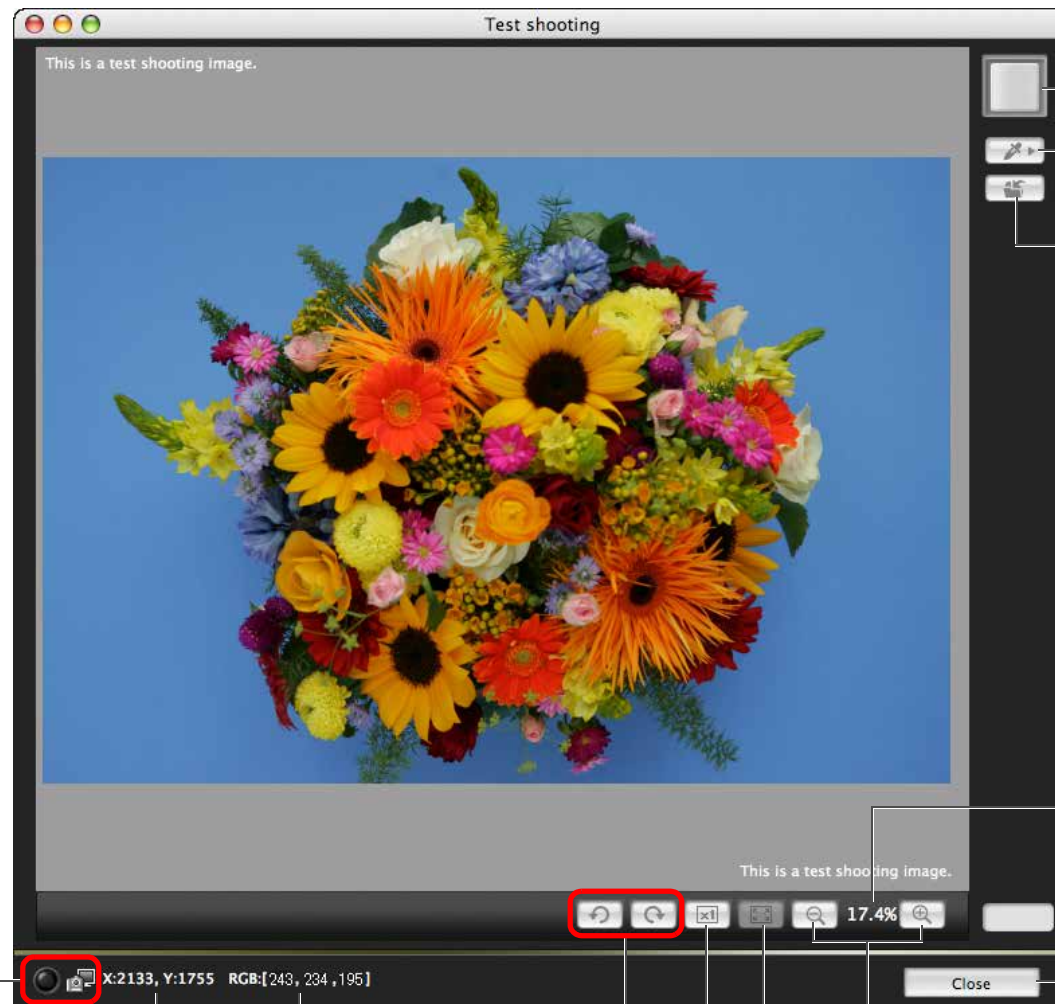 Test shooting
This is a test shooting image.
This is a test shooting image.
x1
17.4%
X:2133, Y:1755 RGB:[243, 234 ,195]
Close